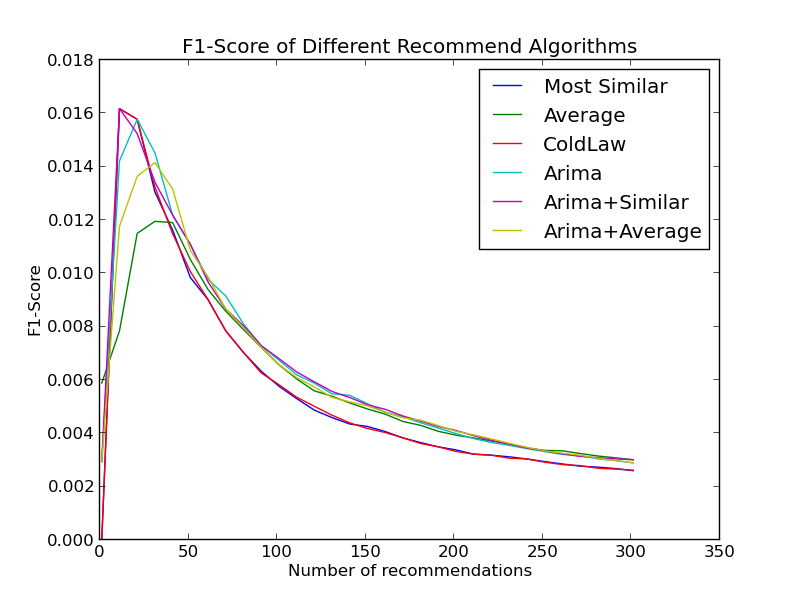 F1-Score of Different Recommend Algorithms
0.018
0.016
0.014
0.012
0.010
0.008
0.006
0.004
0.002
0.000
F1-Score
Most Similar
Average
ColdLaw
Arima
Arima+Similar
Arima+Average
0 50 100 150 200 250 300 350
Number of recommendations